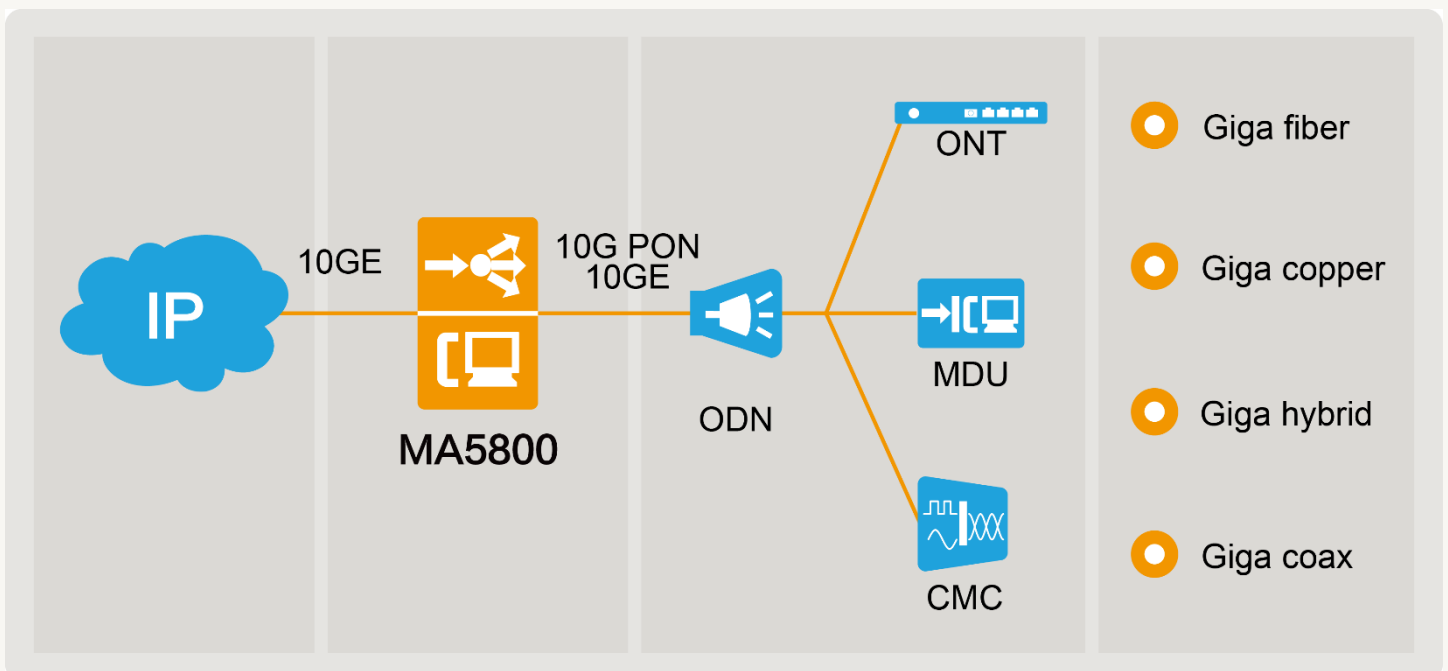 IP
10GE
MA5800
10G PON
10GE
ODN
ONT
MDU
CMC
Giga fiber
Giga copper
Giga hybrid
Giga coax